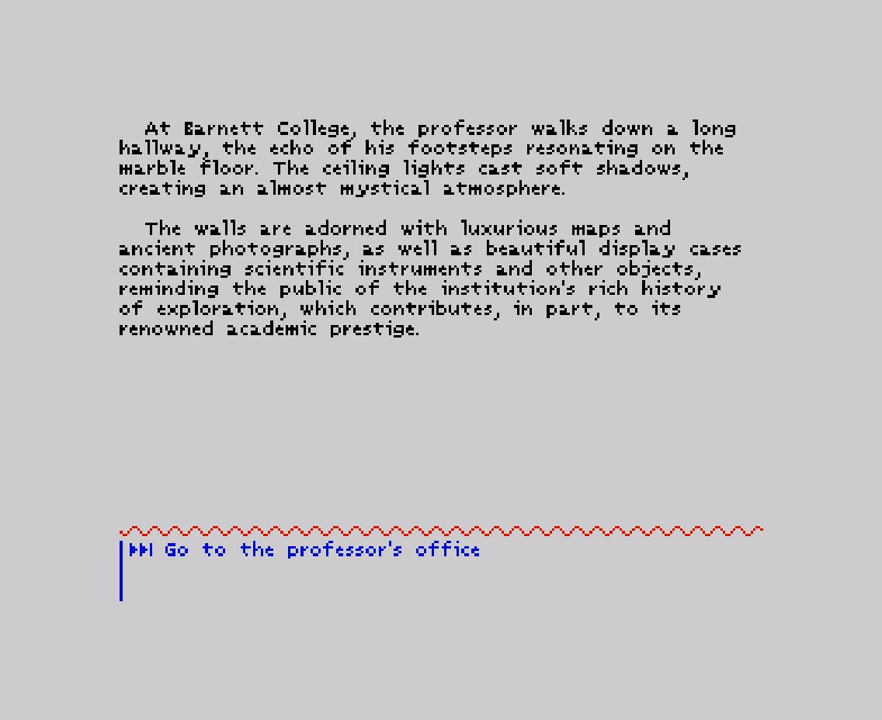 At Barnett College, the professor walks down a long
hallway, the echo of his footsteps resonating on the
marble floor. The ceiling lights cast soft shadows,
creating an almost mystical atmosphere.
The walls are adorned with luxurious maps and
ancient photographs, as well as beautiful display cases
containing scientific instruments and other objects,
reminding the public of the institution's rich history
of exploration, which contributes, in part, to its
renowned academic prestige.
Go to the professor's office